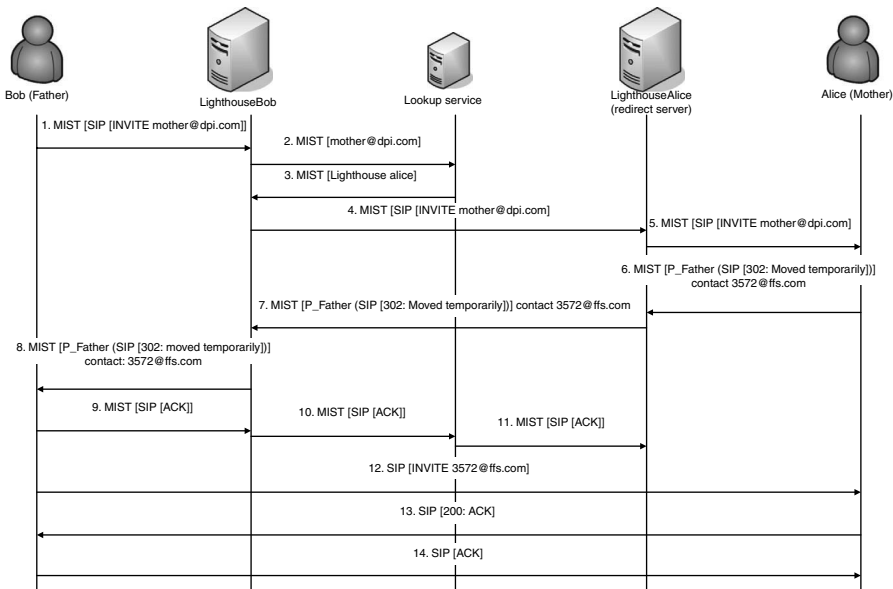 Bob (Father)
LighthouseBob
Lookup service
LighthouseAlice
(redirect server)
Alice (Mother)
1. MIST [SIP [INVITE mother@dpi.com]]
2. MIST [mother@dpi.com]
3. MIST [Lighthouse alice]
4. MIST [SIP [INVITE mother@dpi.com]
5. MIST [SIP [INVITE mother@dpi.com]
6. MIST [P_Father (SIP [302: Moved temporarily])]
contact 3572@ffs.com
7. MIST [P_Father (SIP [302: Moved temporarily])] contact 3572@ffs.com
8. MIST [P_Father (SIP [302: moved temporarily])]
contact: 3572@ffs.com
9. MIST [SIP [ACK]]
10. MIST [SIP [ACK]]
11. MIST [SIP [ACK]]
12. SIP [INVITE 3572@ffs.com]
13. SIP [200: ACK]
14. SIP [ACK]